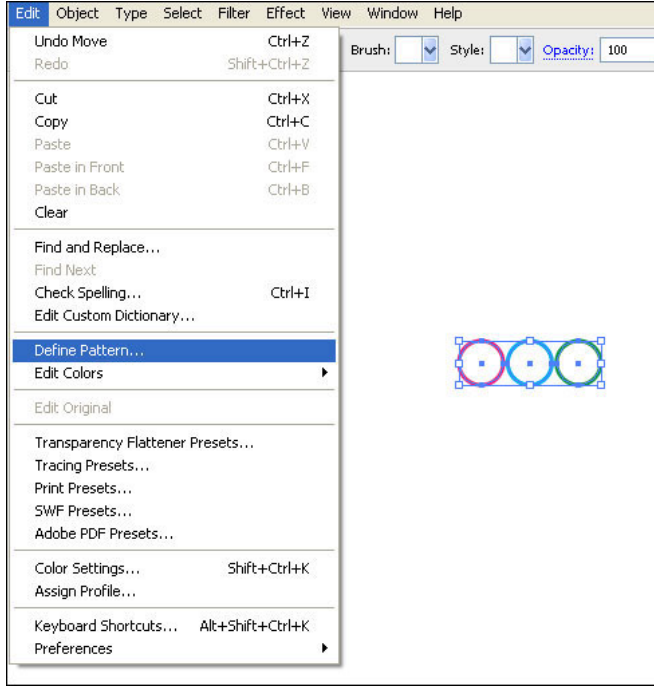 Edit Object Type Select Filter Effect View Window Help
Brush: Style: Opacity: 100
Undo Move Ctrl+Z
Redo Shift+Ctrl+Z
Cut Ctrl+X
Copy Ctrl+C
Paste Ctrl+V
Paste in Front Ctrl+F
Paste in Back Ctrl+B
Clear
Find and Replace...
Find Next
Check Spelling... Ctrl+I
Edit Custom Dictionary...
Define Pattern...
Edit Colors
Edit Original
Transparency Flattener Presets...
Tracing Presets...
Print Presets...
SWF Presets...
Adobe PDF Presets...
Color Settings... Shift+Ctrl+K
Assign Profile...
Keyboard Shortcuts... Alt+Shift+Ctrl+K
Preferences